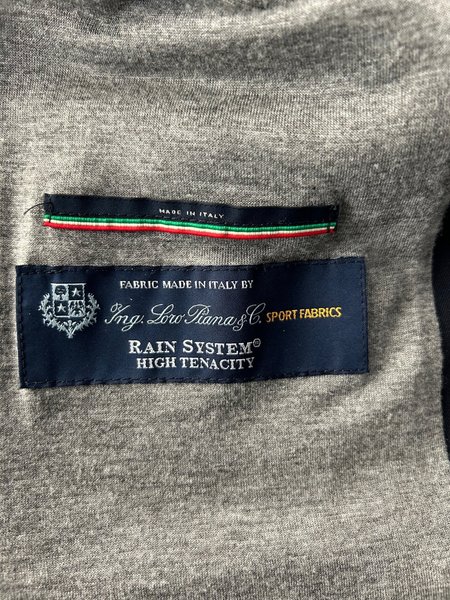 MADE IN ITALY
FABRIC MADE IN ITALY BY
Ing. Loro Piana & C. SPORT FABRICS
RAIN SYSTEM®
HIGH TENACITY